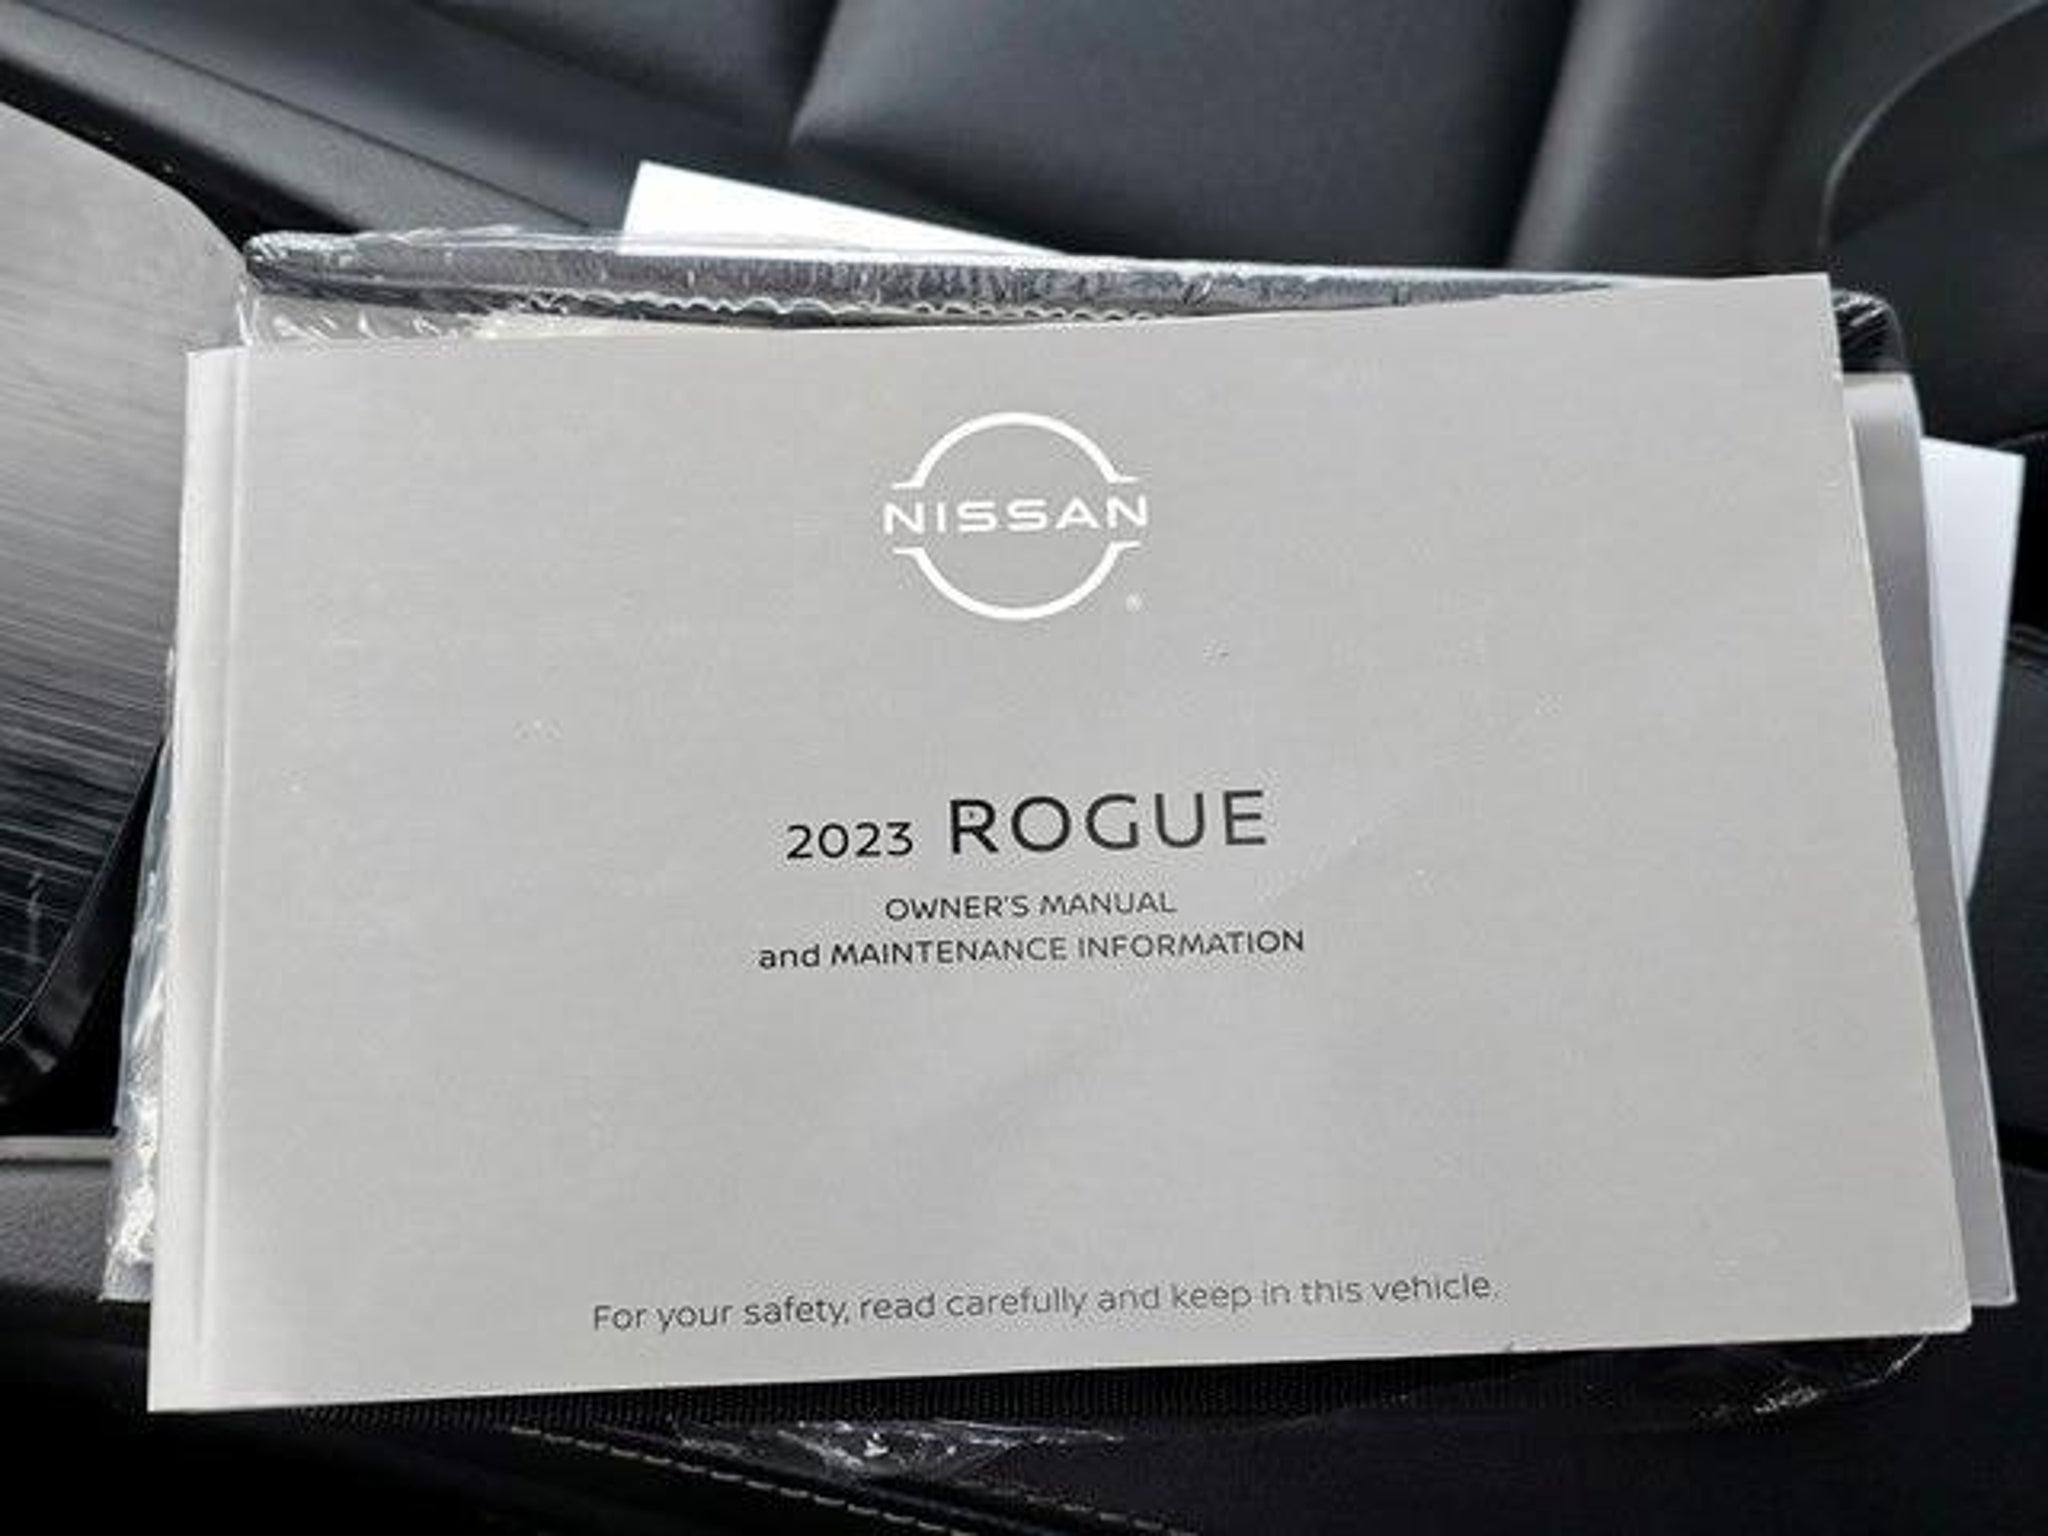 NISSAN
®
2023 ROGUE
OWNER'S MANUAL
and MAINTENANCE INFORMATION
For your safety, read carefully and keep in this vehicle.